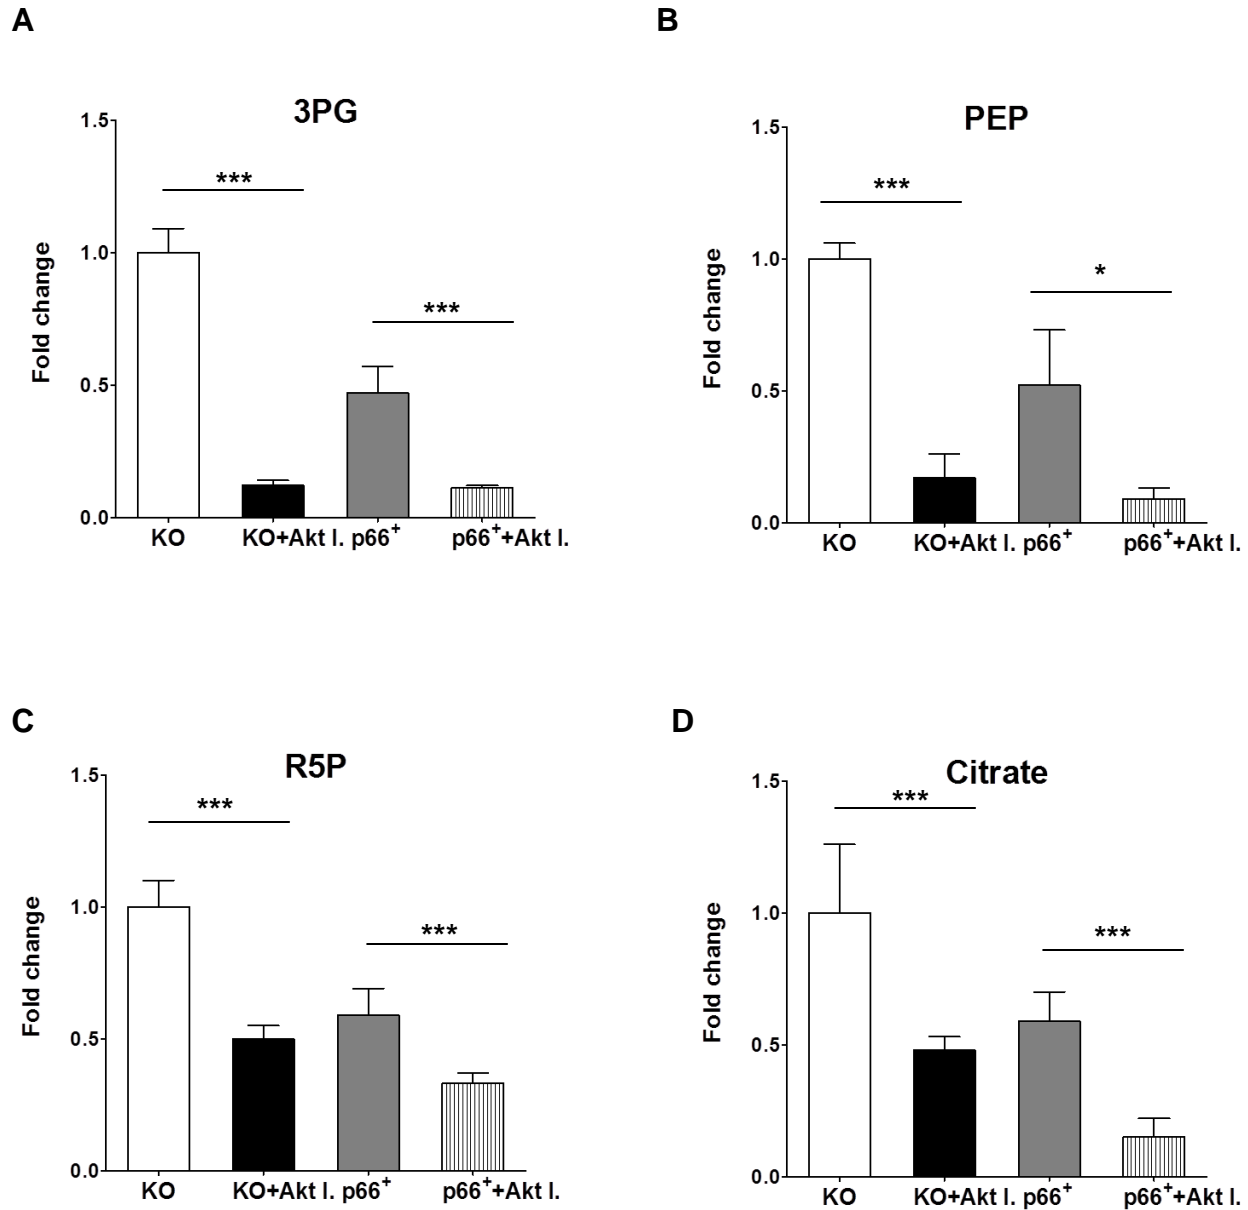 A
3PG
1.5
1.0
0.5
0.0
Fold change
***
***
KO KO+Akt I. p66⁺ p66⁺+Akt I.
B
PEP
1.5
1.0
0.5
0.0
Fold change
***
*
KO KO+Akt I. p66⁺ p66⁺+Akt I.
C
R5P
1.5
1.0
0.5
0.0
Fold change
***
***
KO KO+Akt I. p66⁺ p66⁺+Akt I.
D
Citrate
1.5
1.0
0.5
0.0
Fold change
***
***
KO KO+Akt I. p66⁺ p66⁺+Akt I.